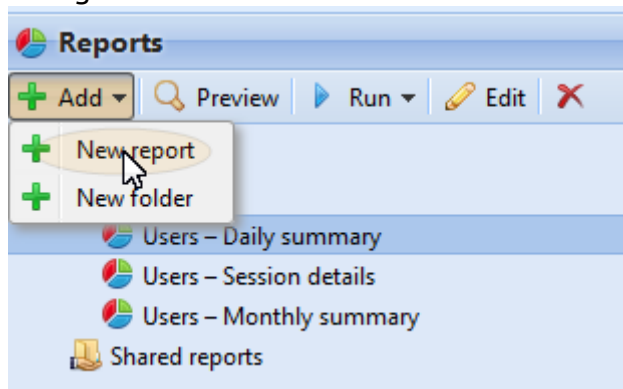 Reports
Add Preview Run Edit
New report
New folder
Users – Daily summary
Users – Session details
Users – Monthly summary
Shared reports